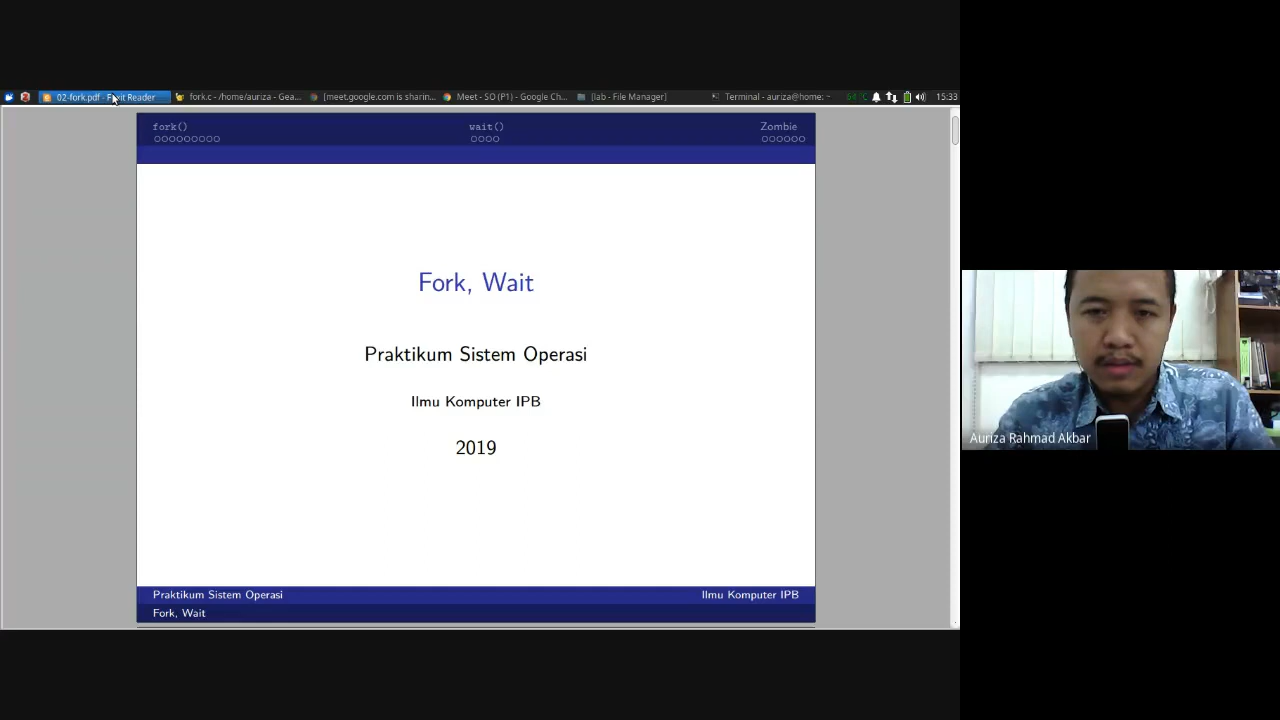 02-fork.pdf - Foxit Reader
fork.c - /home/auriza - Gea...
[meet.google.com is sharin...
Meet - SO (P1) - Google Ch...
[lab - File Manager]
Terminal - auriza@home: ~
64°C
15:33
fork()
wait()
Zombie
Fork, Wait
Praktikum Sistem Operasi
Ilmu Komputer IPB
2019
Auriza Rahmad Akbar
Praktikum Sistem Operasi
Ilmu Komputer IPB
Fork, Wait